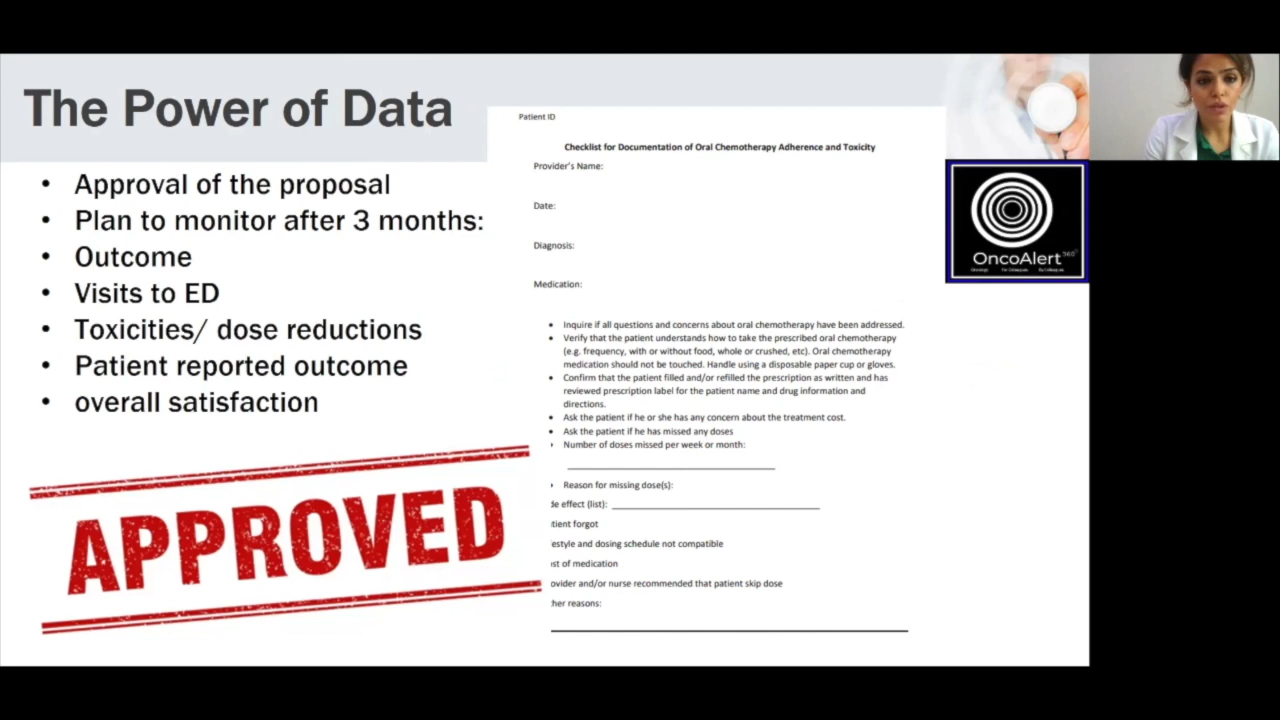 The Power of Data
• Approval of the proposal
• Plan to monitor after 3 months:
• Outcome
• Visits to ED
• Toxicities/ dose reductions
• Patient reported outcome
• overall satisfaction
APPROVED
Patient ID
Checklist for Documentation of Oral Chemotherapy Adherence and Toxicity
Provider's Name:
Date:
Diagnosis:
Medication:
• Inquire if all questions and concerns about oral chemotherapy have been addressed.
• Verify that the patient understands how to take the prescribed oral chemotherapy
(e.g. frequency, with or without food, whole or crushed, etc). Oral chemotherapy
medication should not be touched. Handle using a disposable paper cup or gloves.
• Confirm that the patient filled and/or refilled the prescription as written and has
reviewed prescription label for the patient name and drug information and
directions.
• Ask the patient if he or she has any concern about the treatment cost.
• Ask the patient if he has missed any doses
Number of doses missed per week or month:
Reason for missing dose(s):
de effect (list):
tient forgot
estyle and dosing schedule not compatible
st of medication
ovider and/or nurse recommended that patient skip dose
her reasons:
OncoAlert
360°